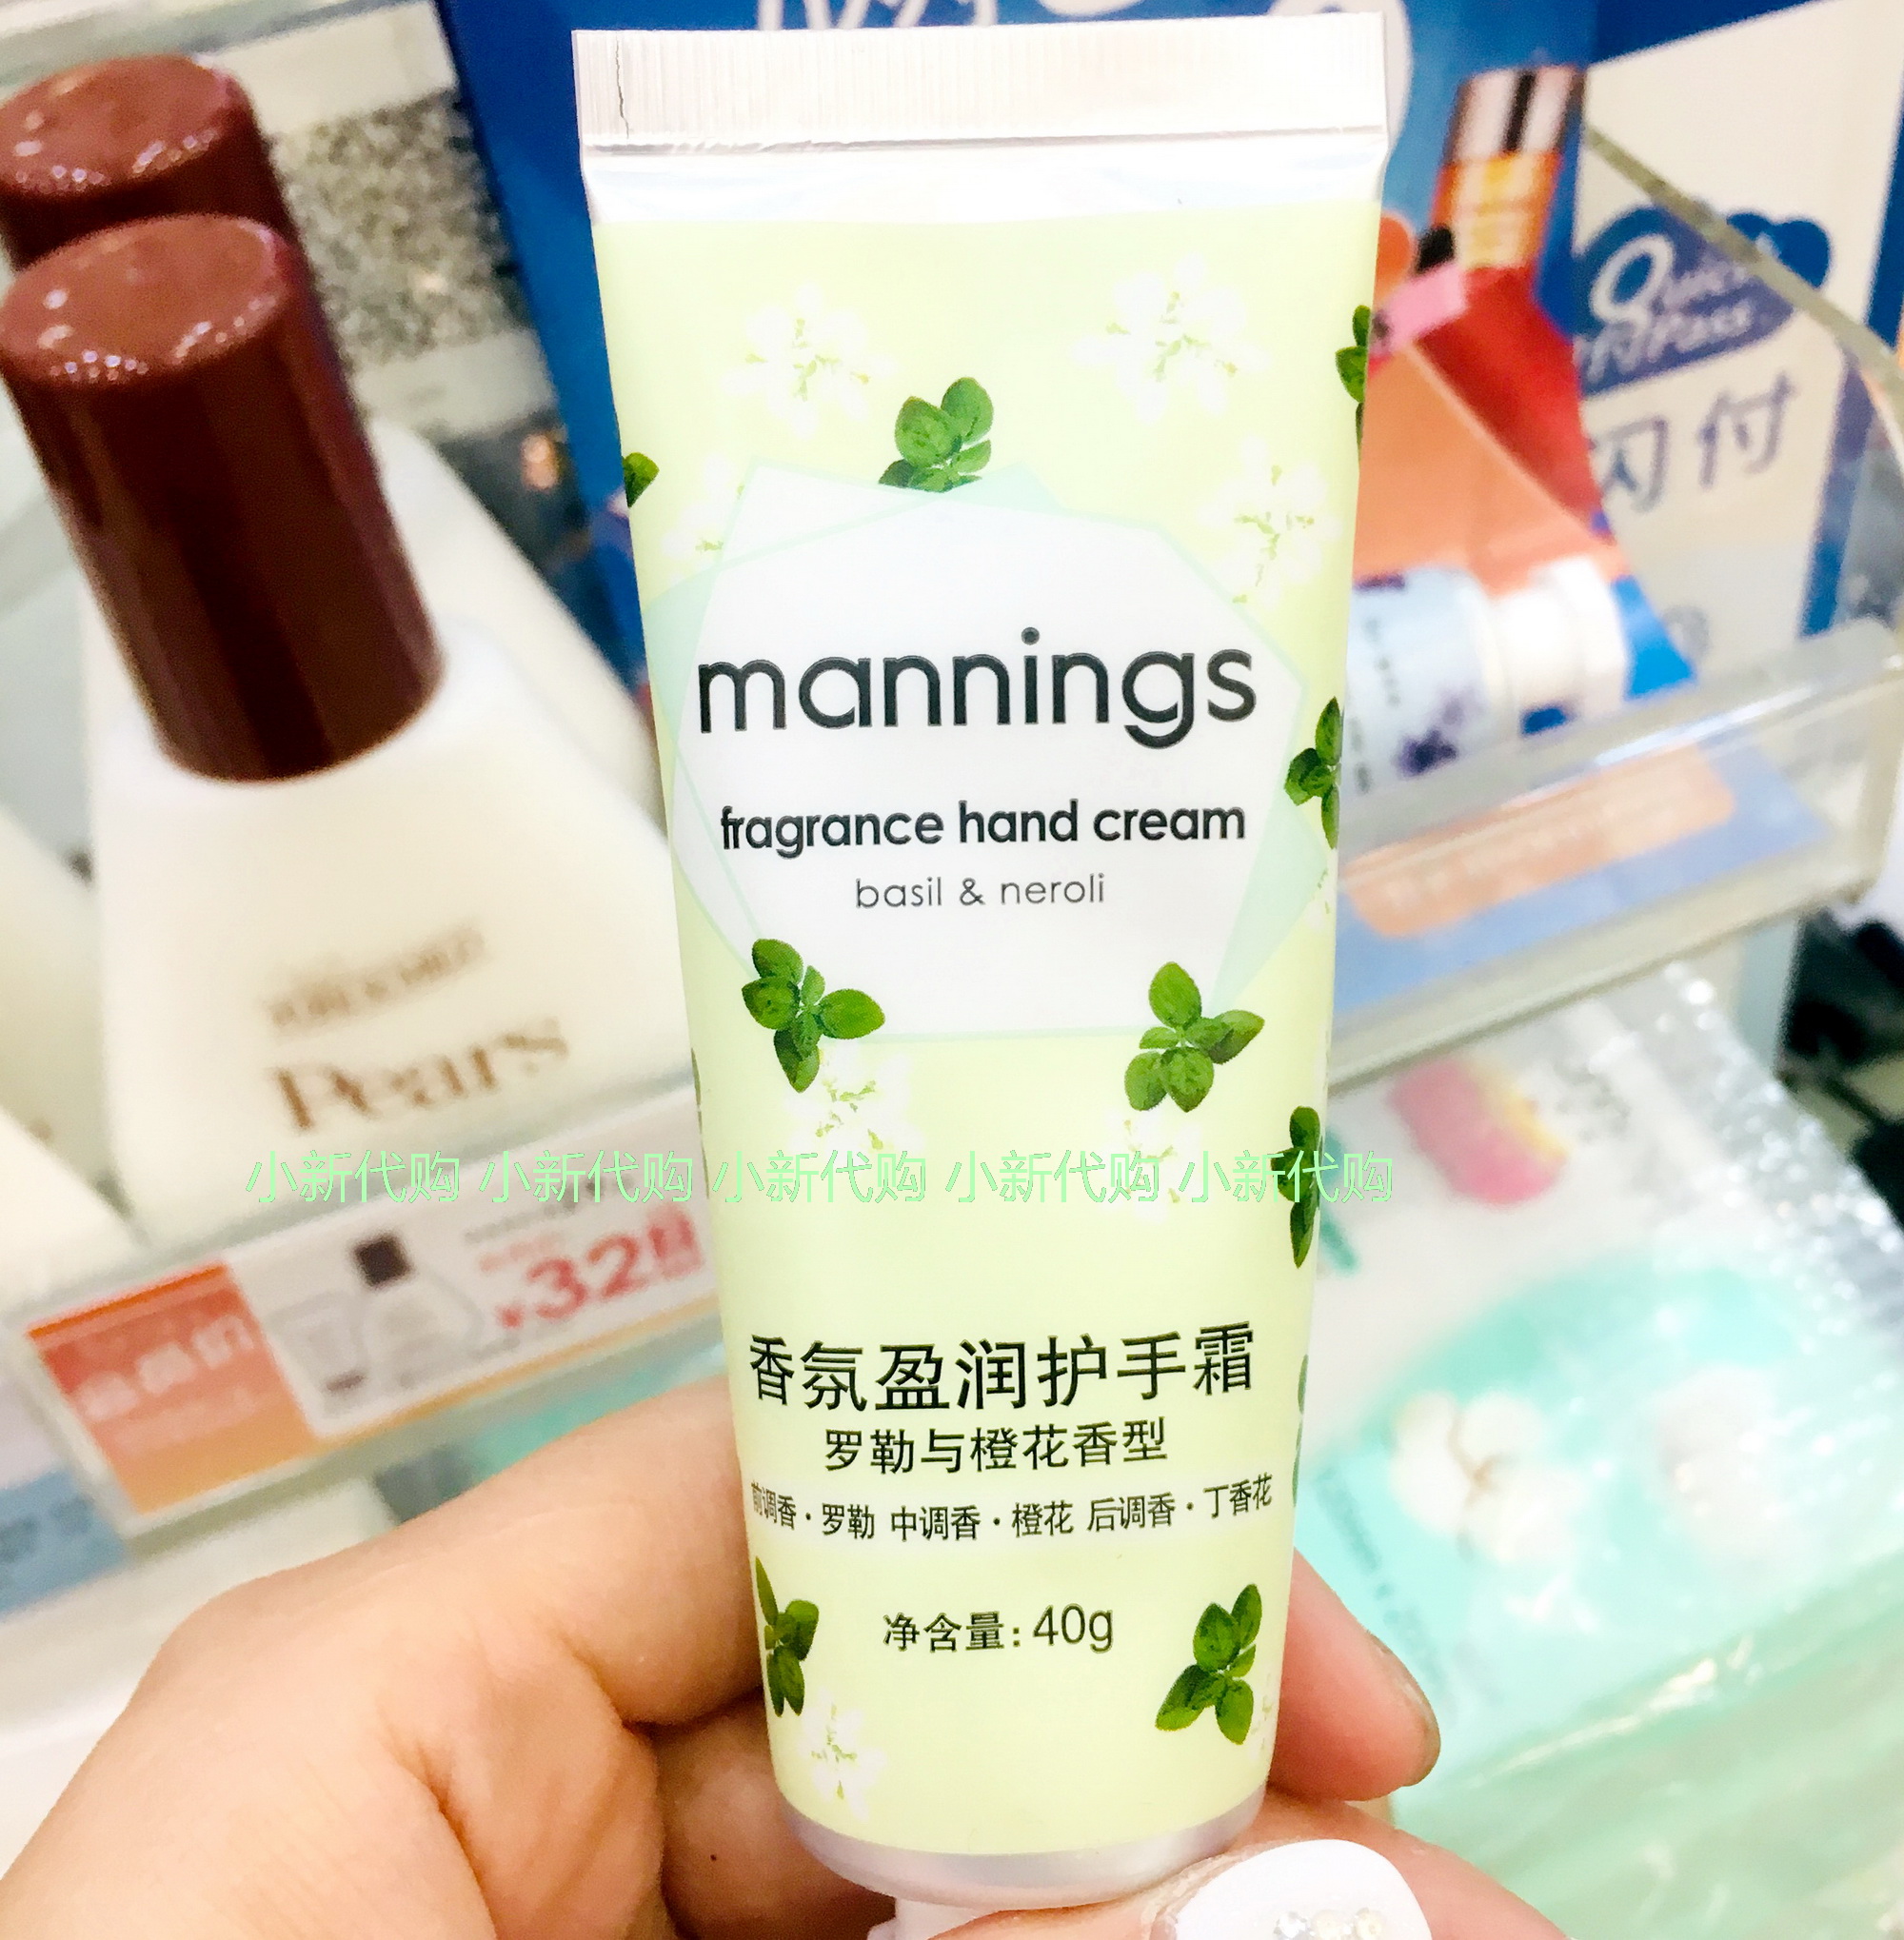 Quick
Pass
闪付
mannings
fragrance hand cream
basil & neroli
Pears
小新代购 小新代购 小新代购 小新代购 小新代购
¥32
香氛盈润护手霜
罗勒与橙花香型
前调香·罗勒 中调香·橙花 后调香·丁香花
净含量:40g